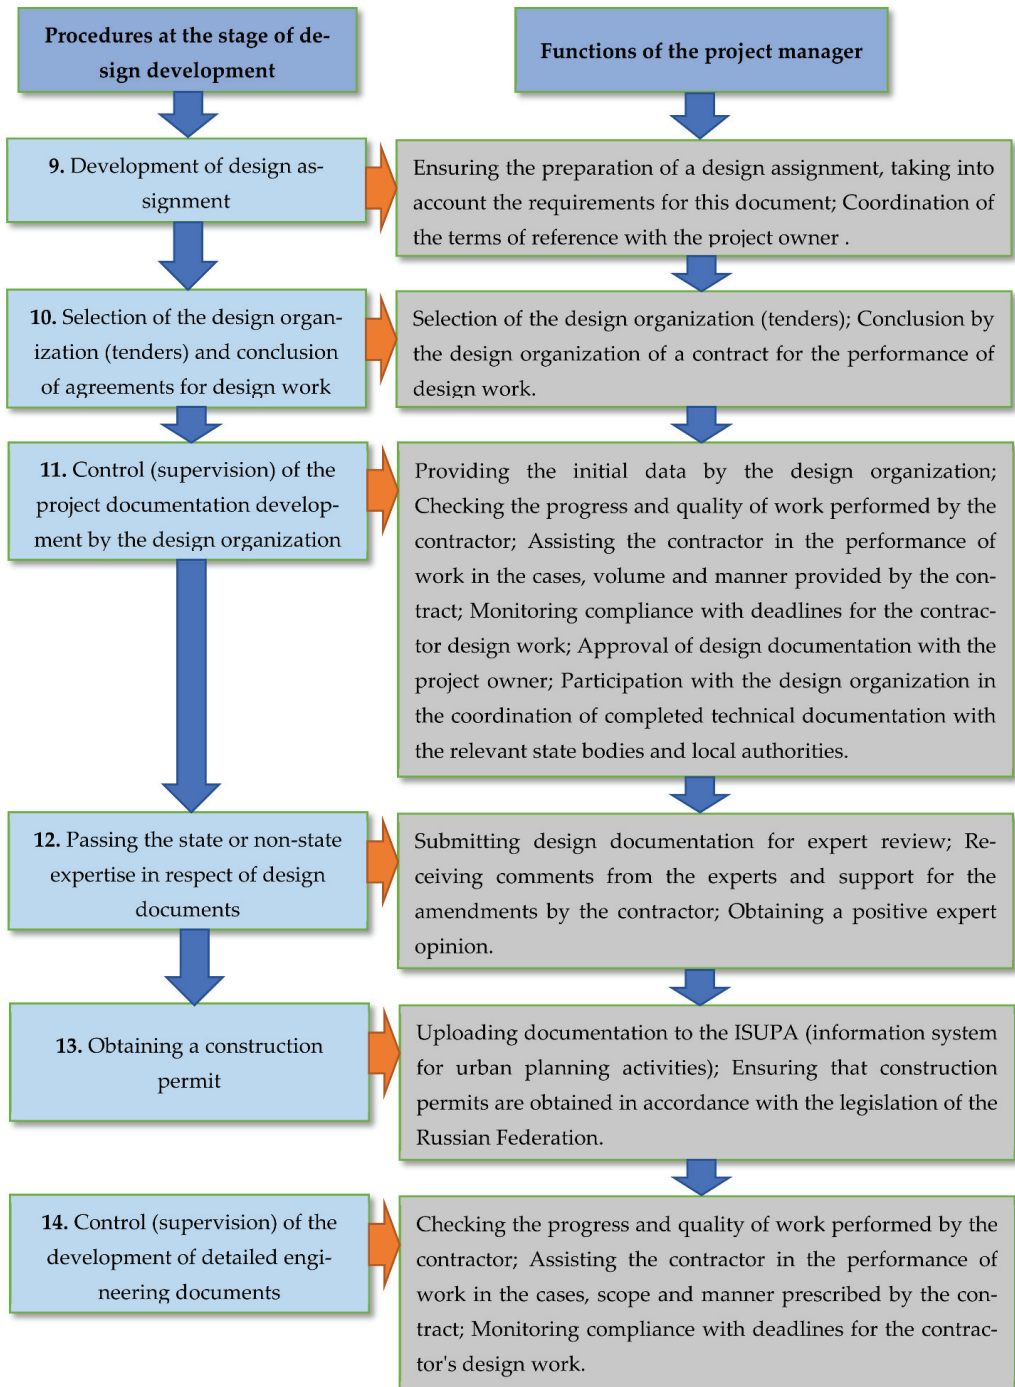 Procedures at the stage of de-
sign development
Functions of the project manager
9. Development of design as-
signment
Ensuring the preparation of a design assignment, taking into
account the requirements for this document; Coordination of
the terms of reference with the project owner .
10. Selection of the design organ-
ization (tenders) and conclusion
of agreements for design work
Selection of the design organization (tenders); Conclusion by
the design organization of a contract for the performance of
design work.
11. Control (supervision) of the
project documentation develop-
ment by the design organization
Providing the initial data by the design organization;
Checking the progress and quality of work performed by the
contractor; Assisting the contractor in the performance of
work in the cases, volume and manner provided by the con-
tract; Monitoring compliance with deadlines for the contrac-
tor design work; Approval of design documentation with the
project owner; Participation with the design organization in
the coordination of completed technical documentation with
the relevant state bodies and local authorities.
12. Passing the state or non-state
expertise in respect of design
documents
Submitting design documentation for expert review; Re-
ceiving comments from the experts and support for the
amendments by the contractor; Obtaining a positive expert
opinion.
13. Obtaining a construction
permit
Uploading documentation to the ISUPA (information system
for urban planning activities); Ensuring that construction
permits are obtained in accordance with the legislation of the
Russian Federation.
14. Control (supervision) of the
development of detailed engi-
neering documents
Checking the progress and quality of work performed by the
contractor; Assisting the contractor in the performance of
work in the cases, scope and manner prescribed by the con-
tract; Monitoring compliance with deadlines for the contrac-
tor's design work.